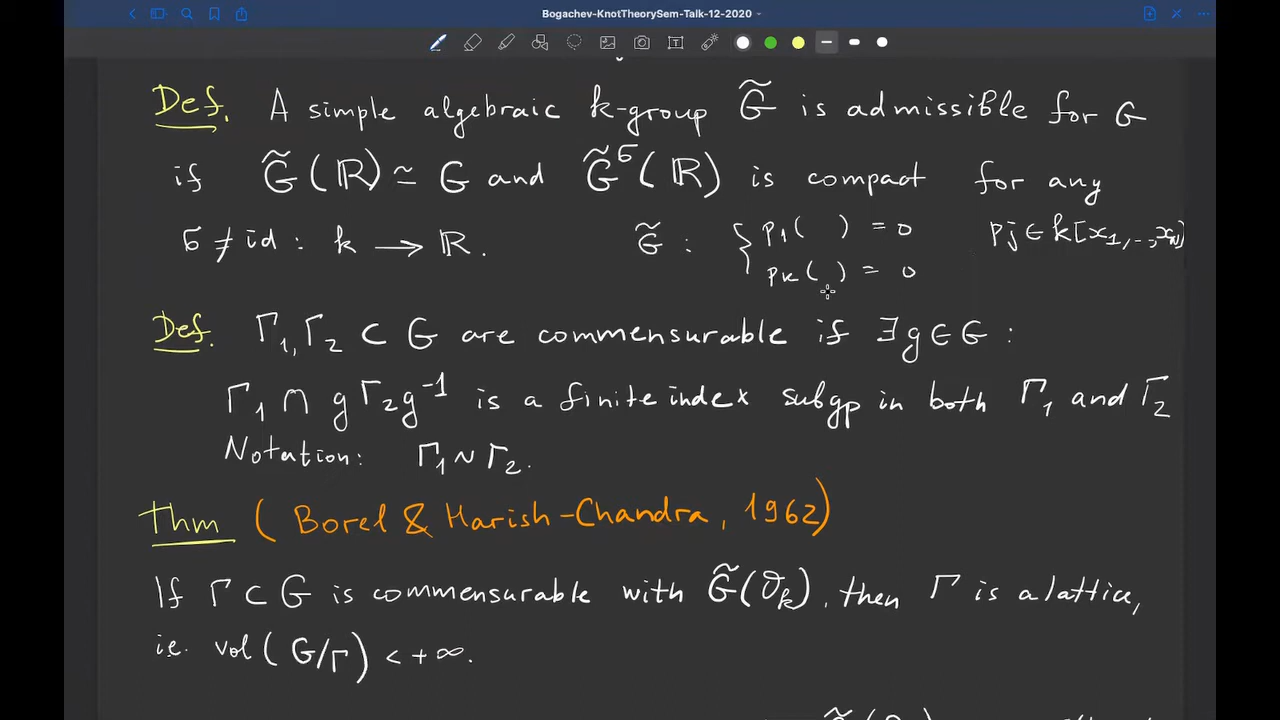 Bogachev-KnotTheorySem-Talk-12-2020
Def. A simple algebraic k-group G̃ is admissible for G
if G̃(ℝ) ≃ G and G̃^σ(ℝ) is compact for any
σ ≠ id : k → ℝ. G̃ : { p₁( ) = 0 pⱼ ∈ k[x₁,..,x_N]
pₖ( ) = 0
Def. Γ₁, Γ₂ ⊂ G are commensurable if ∃g∈G :
Γ₁ ∩ gΓ₂g⁻¹ is a finite index subgp in both Γ₁ and Γ₂
Notation: Γ₁ ~ Γ₂.
Thm (Borel & Harish-Chandra, 1962)
If Γ ⊂ G is commensurable with G̃(𝒪ₖ), then Γ is a lattice,
i.e. vol(G/Γ) < +∞.